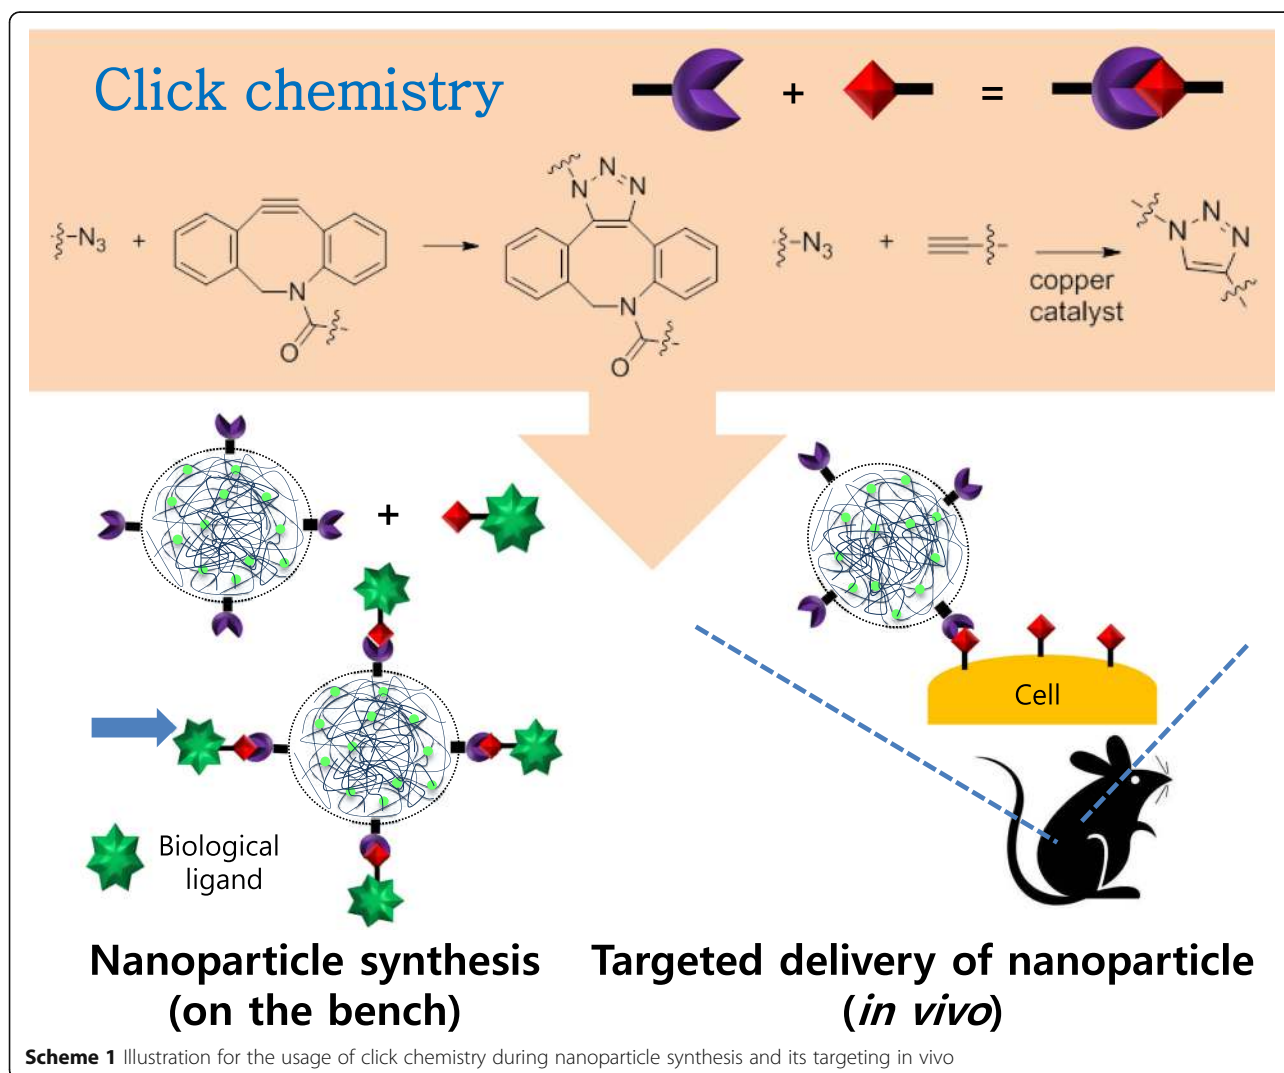 Click chemistry
+
=
N
N
N
N₃
+
N
O
N
O
N₃
+
copper
catalyst
N
N
N
+
Cell
Biological
ligand
Nanoparticle synthesis
(on the bench)
Targeted delivery of nanoparticle
(in vivo)
Scheme 1 Illustration for the usage of click chemistry during nanoparticle synthesis and its targeting in vivo